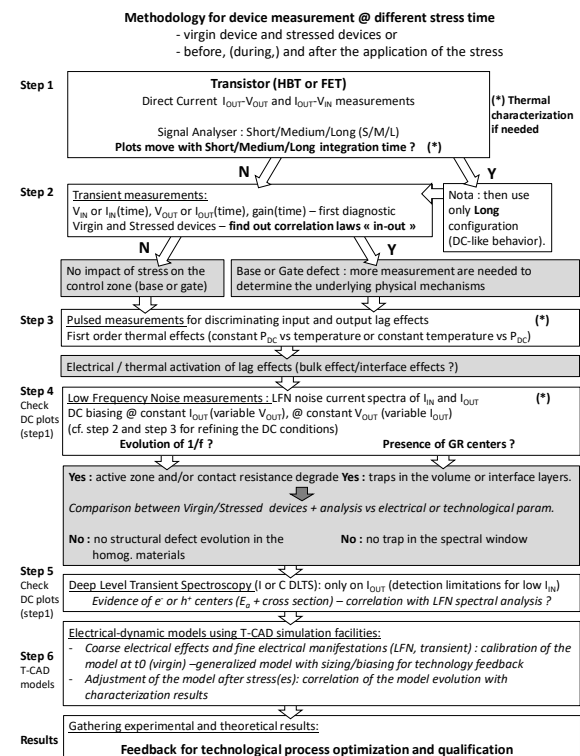 Methodology for device measurement @ different stress time
- virgin device and stressed devices or
- before, (during,) and after the application of the stress
Step 1
Transistor (HBT or FET)
Direct Current IOUT-VOUT and IOUT-VIN measurements
Signal Analyser : Short/Medium/Long (S/M/L)
Plots move with Short/Medium/Long integration time ? (*)
(*) Thermal
characterization
if needed
N
Y
Step 2
Transient measurements:
VIN or IIN(time), VOUT or IOUT(time), gain(time) – first diagnostic
Virgin and Stressed devices – find out correlation laws « in-out »
Nota : then use
only Long
configuration
(DC-like behavior).
N
Y
No impact of stress on the
control zone (base or gate)
Base or Gate defect : more measurement are needed to
determine the underlying physical mechanisms
Step 3
Pulsed measurements for discriminating input and output lag effects (*)
Fisrt order thermal effects (constant PDC vs temperature or constant temperature vs PDC)
Electrical / thermal activation of lag effects (bulk effect/interface effects ?)
Step 4
Check
DC plots
(step1)
Low Frequency Noise measurements : LFN noise current spectra of IIN and IOUT (*)
DC biasing @ constant IOUT (variable VOUT), @ constant VOUT (variable IOUT)
(cf. step 2 and step 3 for refining the DC conditions)
Evolution of 1/f ? Presence of GR centers ?
Yes : active zone and/or contact resistance degrade Yes : traps in the volume or interface layers.
Comparison between Virgin/Stressed devices + analysis vs electrical or technological param.
No : no structural defect evolution in the
homog. materials
No : no trap in the spectral window
Step 5
Check
DC plots
(step1)
Deep Level Transient Spectroscopy (I or C DLTS): only on IOUT (detection limitations for low IIN)
Evidence of e- or h+ centers (Ea + cross section) – correlation with LFN spectral analysis ?
Step 6
T-CAD
models
Electrical-dynamic models using T-CAD simulation facilities:
- Coarse electrical effects and fine electrical manifestations (LFN, transient) : calibration of the
model at t0 (virgin) –generalized model with sizing/biasing for technology feedback
- Adjustment of the model after stress(es): correlation of the model evolution with
characterization results
Results
Gathering experimental and theoretical results:
Feedback for technological process optimization and qualification